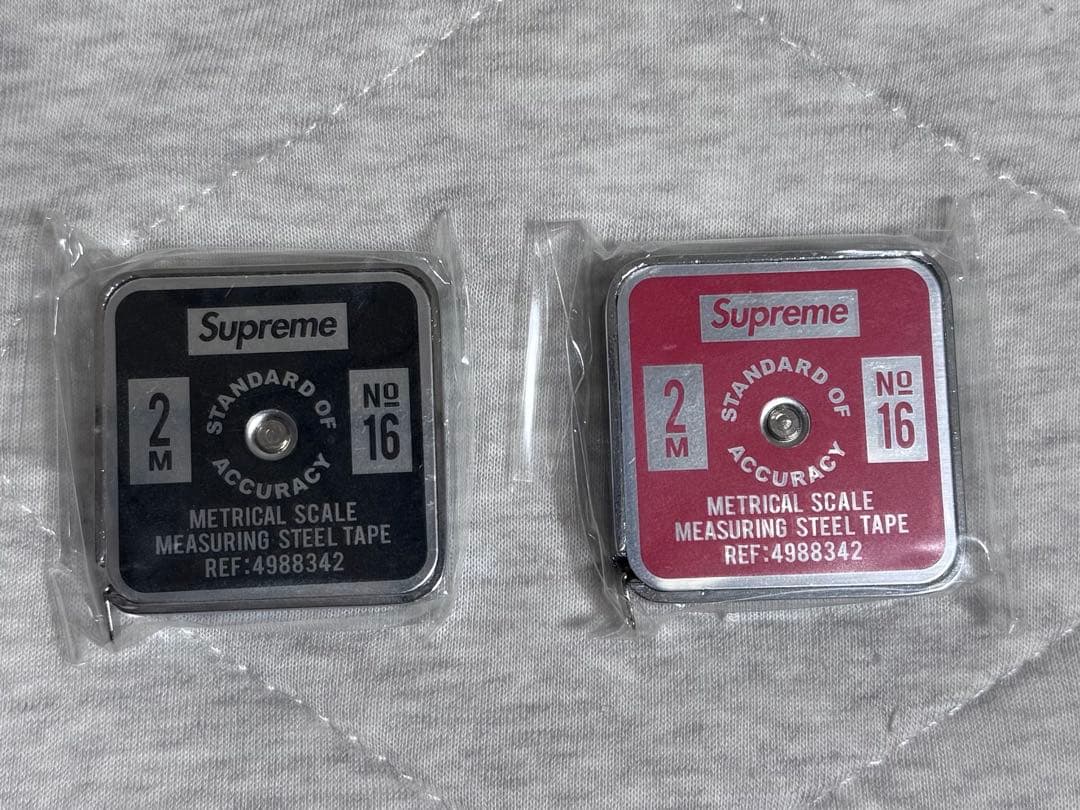 Supreme
2
M
STANDARD OF
ACCURACY
No
16
METRICAL SCALE
MEASURING STEEL TAPE
REF:4988342
Supreme
2
M
STANDARD OF
ACCURACY
No
16
METRICAL SCALE
MEASURING STEEL TAPE
REF:4988342